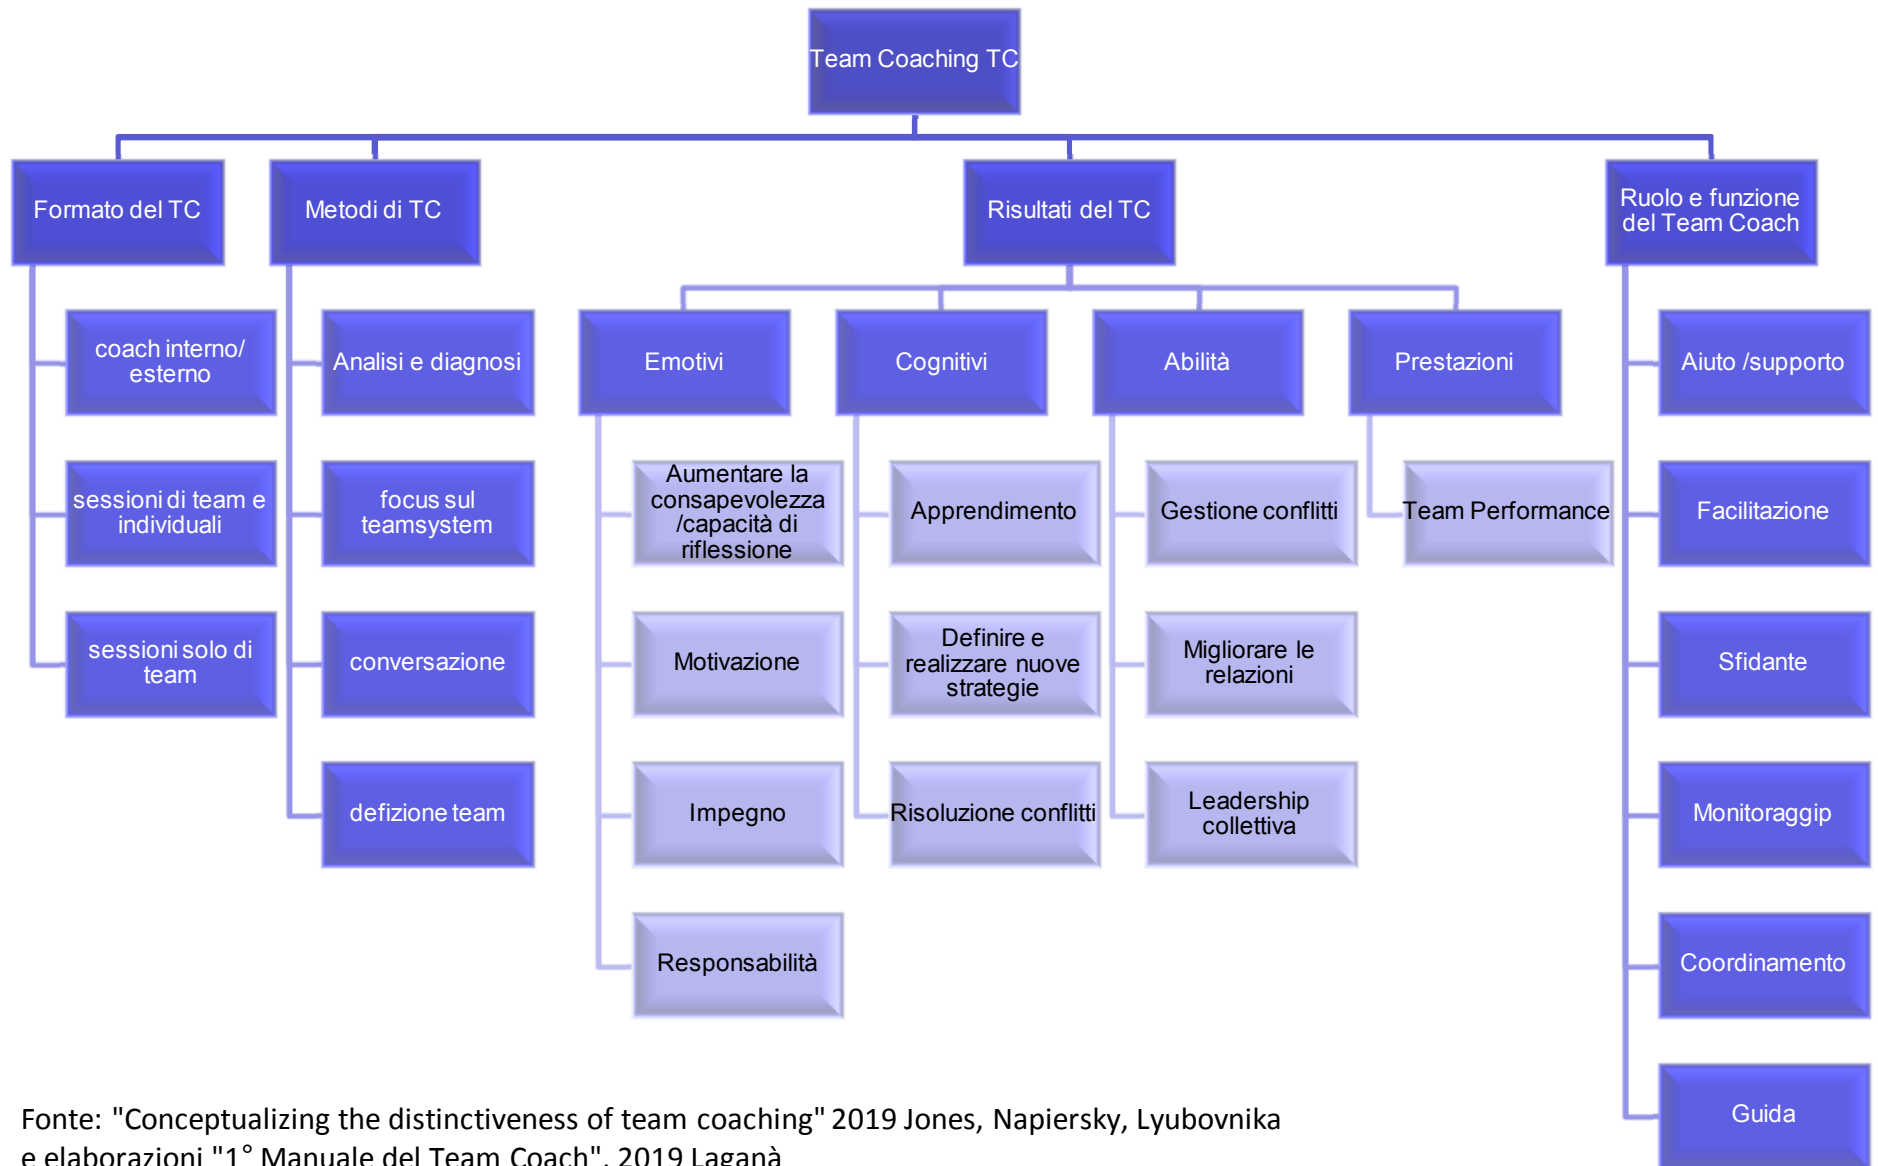 Team Coaching TC
Formato del TC
coach interno/
esterno
sessioni di team e
individuali
sessioni solo di
team
Metodi di TC
Analisi e diagnosi
focus sul
teamsystem
conversazione
defizione team
Risultati del TC
Emotivi
Aumentare la
consapevolezza
/capacità di
riflessione
Motivazione
Impegno
Responsabilità
Cognitivi
Apprendimento
Definire e
realizzare nuove
strategie
Risoluzione conflitti
Abilità
Gestione conflitti
Migliorare le
relazioni
Leadership
collettiva
Prestazioni
Team Performance
Ruolo e funzione
del Team Coach
Aiuto /supporto
Facilitazione
Sfidante
Monitoraggip
Coordinamento
Guida
Fonte: "Conceptualizing the distinctiveness of team coaching" 2019 Jones, Napiersky, Lyubovnika
e elaborazioni "1° Manuale del Team Coach", 2019 Laganà